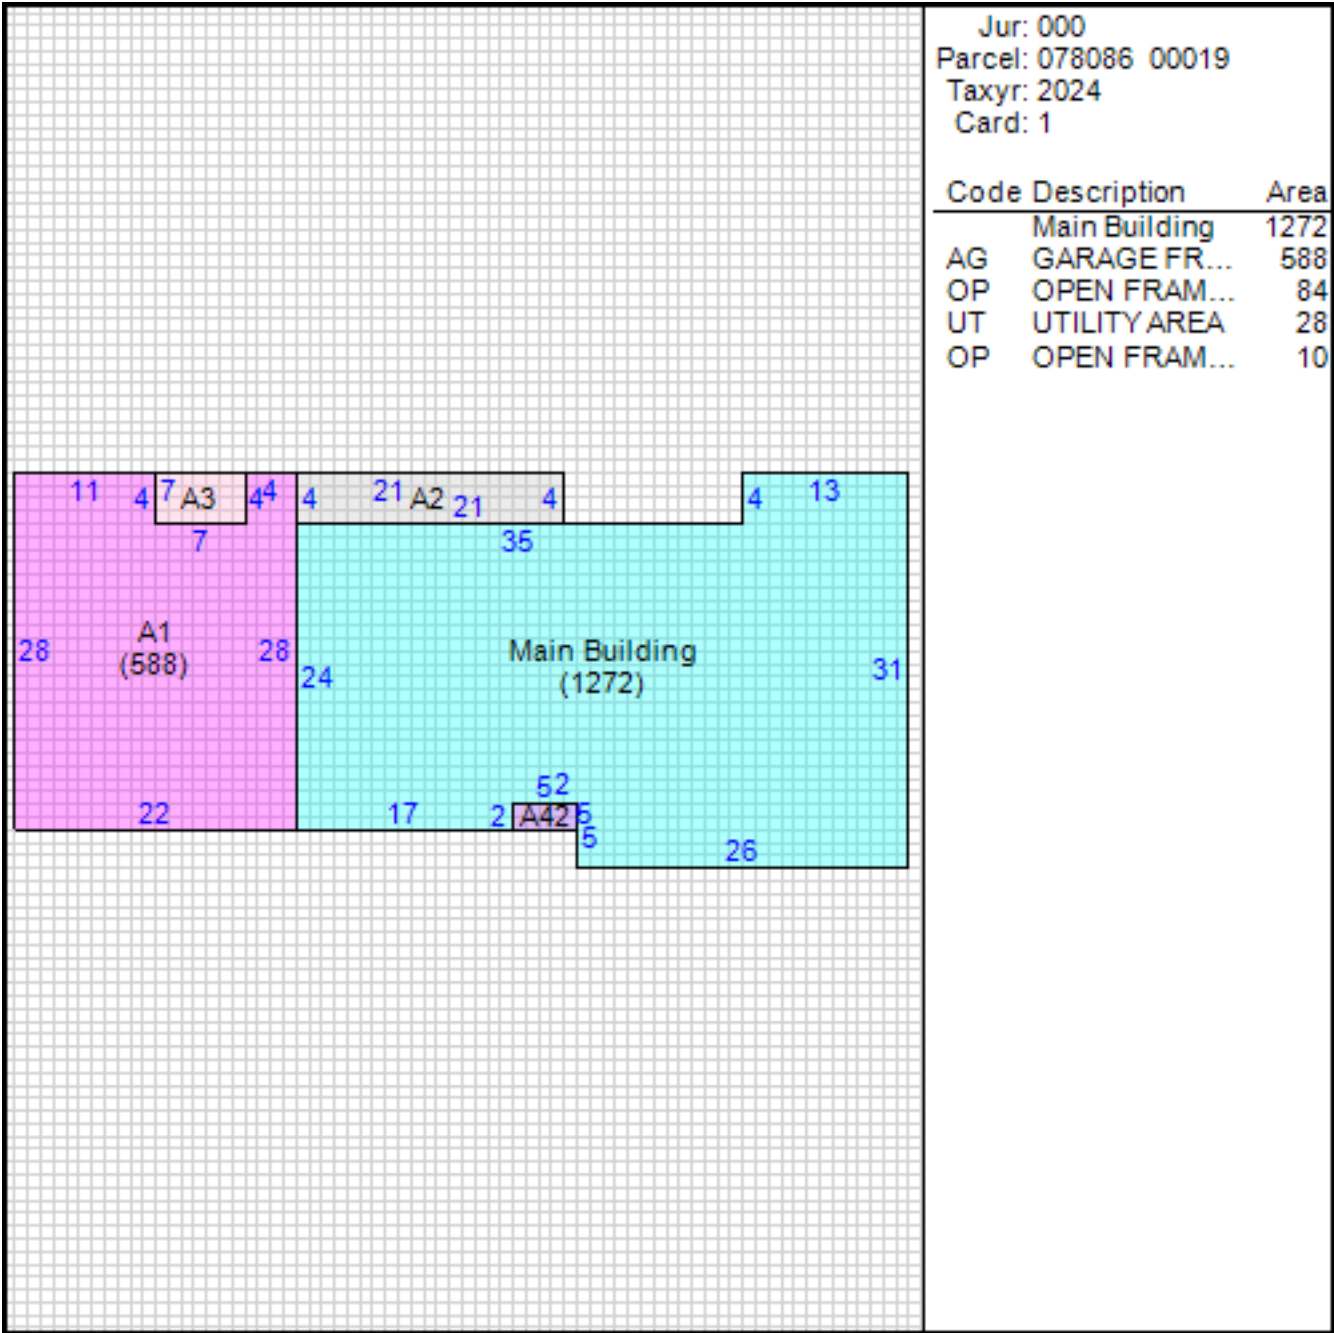 Jur: 000
Parcel: 078086 00019
Taxyr: 2024
Card: 1
Code Description Area
Main Building 1272
AG GARAGE FR... 588
OP OPEN FRAM... 84
UT UTILITY AREA 28
OP OPEN FRAM... 10
11 4 7 A3 4 4 4 21 A2 21 4 4 13
7 35
A1
(588)
28 28 24
Main Building
(1272)
31
5 2
22 17 2 A42 5
5
26